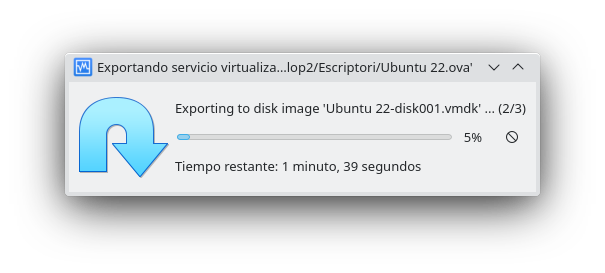 Exportando servicio virtualiza...lop2/Escriptori/Ubuntu 22.ova'
Exporting to disk image 'Ubuntu 22-disk001.vmdk' ... (2/3)
5%
Tiempo restante: 1 minuto, 39 segundos